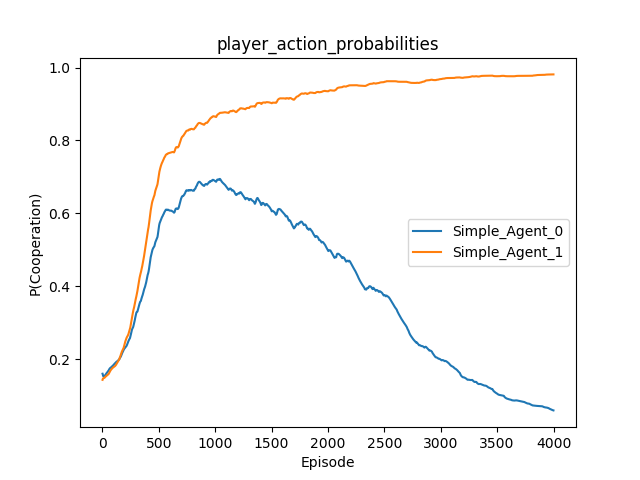 player_action_probabilities
1.0
0.8
0.6
0.4
0.2
P(Cooperation)
Simple_Agent_0
Simple_Agent_1
0 500 1000 1500 2000 2500 3000 3500 4000
Episode